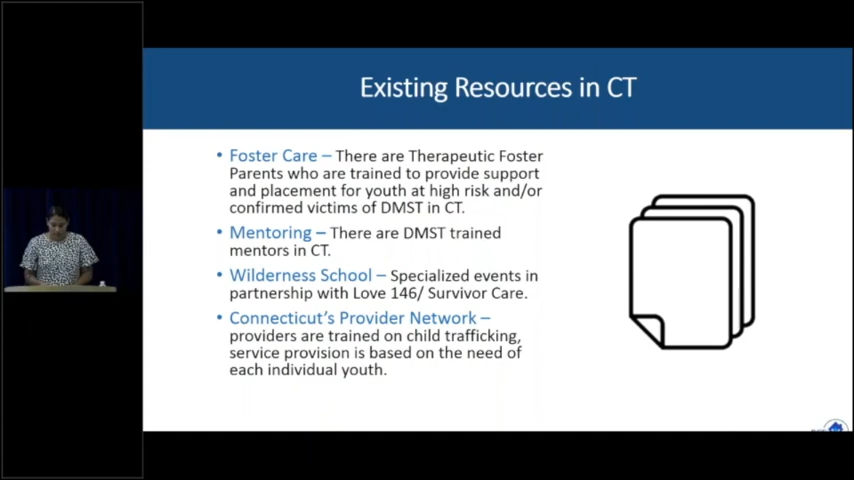 Existing Resources in CT
• Foster Care – There are Therapeutic Foster
Parents who are trained to provide support
and placement for youth at high risk and/or
confirmed victims of DMST in CT.
• Mentoring – There are DMST trained
mentors in CT.
• Wilderness School – Specialized events in
partnership with Love 146/ Survivor Care.
• Connecticut's Provider Network –
providers are trained on child trafficking,
service provision is based on the need of
each individual youth.